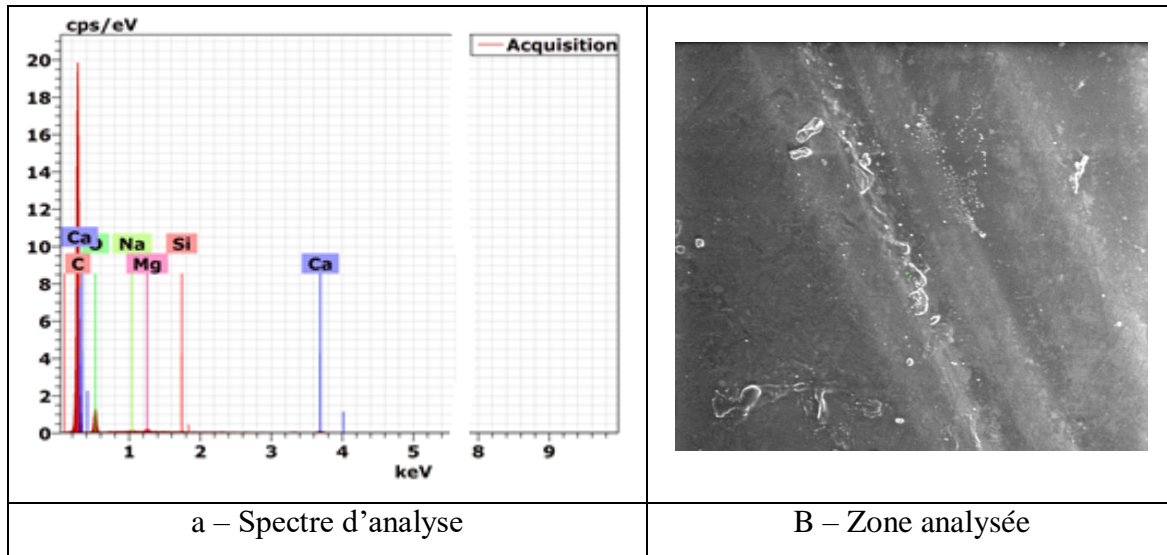 cps/eV
Acquisition
20
18
16
14
12
10
8
6
4
2
0
Ca
Na
Si
C
Mg
Ca
1 2 3 4 5 8 9
keV
a – Spectre d’analyse
B – Zone analysée